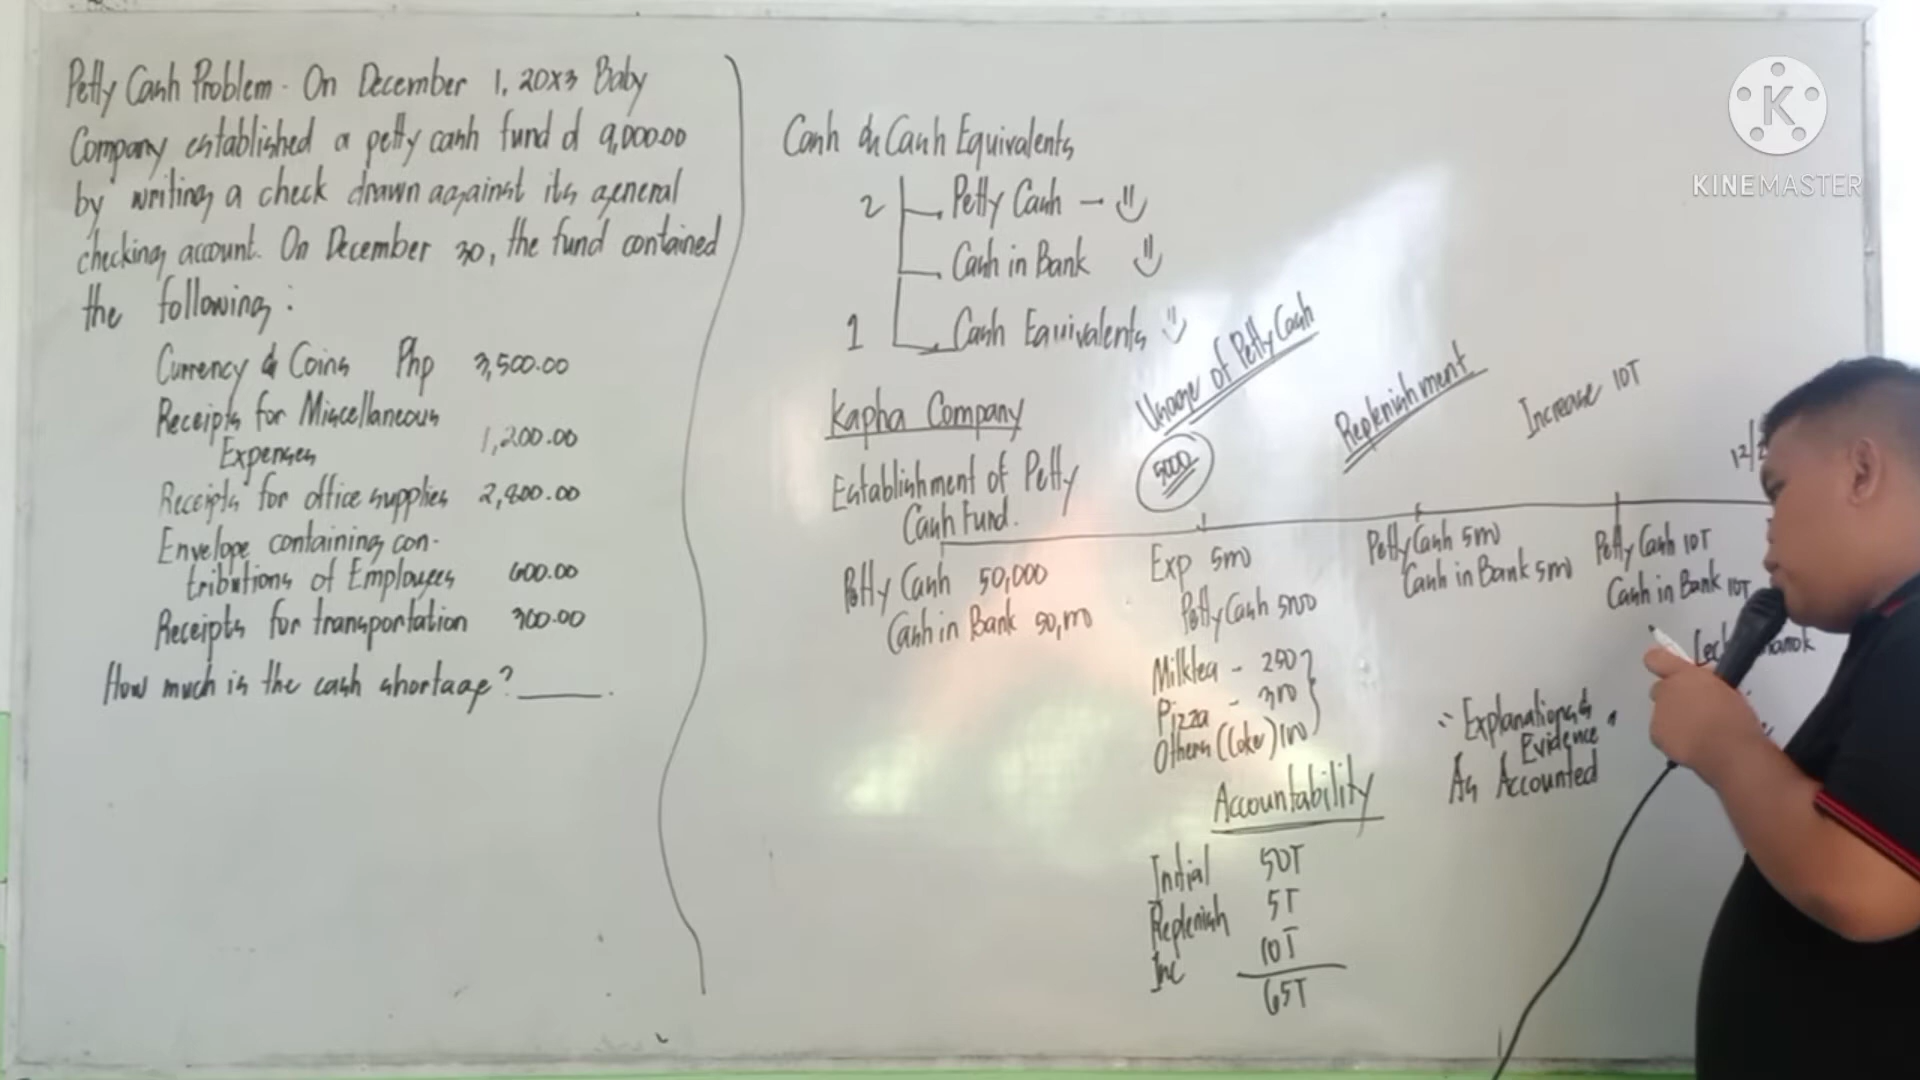 Petty Cash Problem - On December 1, 20x3 Baby
Company established a petty cash fund of 9,000.00
by writing a check drawn against its general
checking account. On December 30, the fund contained
the following:
Currency & Coins Php 3,500.00
Receipts for Miscellaneous
Expenses 1,200.00
Receipts for office supplies 2,800.00
Envelope containing con-
tributions of Employees 600.00
Receipts for transportation 300.00
How much is the cash shortage? ______.
Cash & Cash Equivalents
2 Petty Cash -
Cash in Bank
1 Cash Equivalents
Kapha Company
Establishment of Petty
Cash Fund.
Petty Cash 50,000
Cash in Bank 50,000
Usage of Petty Cash
5000
Exp 5000
Petty Cash 5000
Milktea - 250
Pizza - 300
Others (Coke) 100
Replenishment
Petty Cash 5000
Cash in Bank 5000
Increase 10T
Petty Cash 10T
Cash in Bank 10T
12/
"Explanations &
Evidence"
As Accounted
Accountability
Initial 50T
Replenish 5T
Inc 10T
65T
K
KINEMASTER